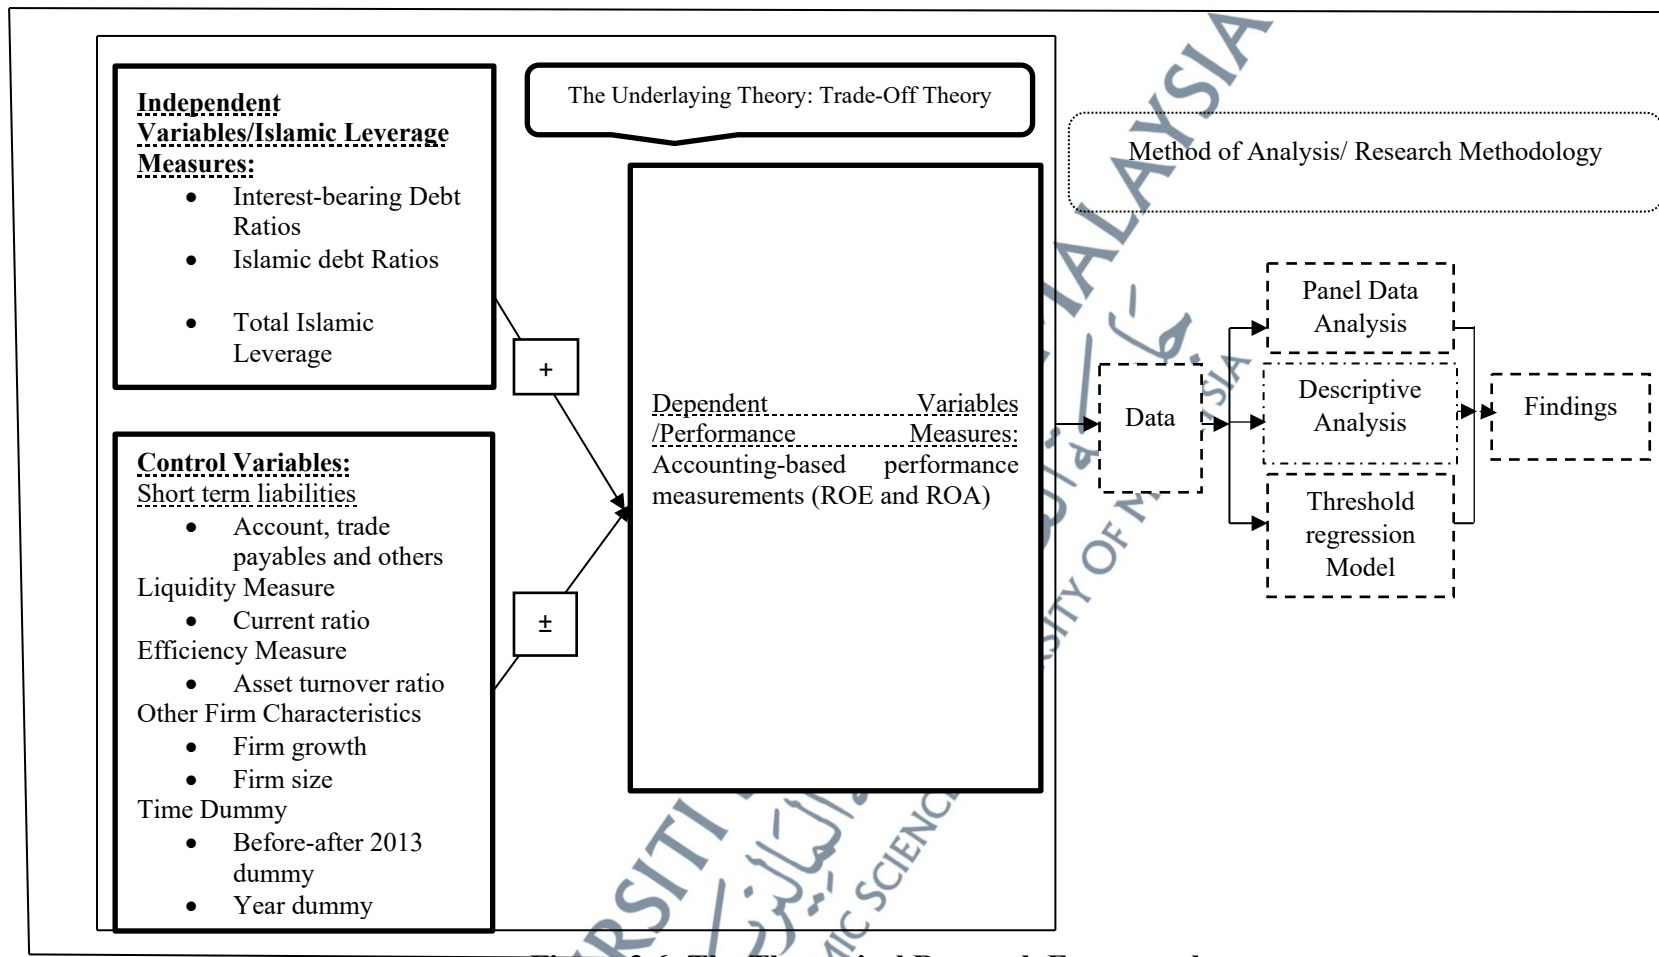 Independent
Variables/Islamic Leverage
Measures:
• Interest-bearing Debt
Ratios
• Islamic debt Ratios
• Total Islamic
Leverage
Control Variables:
Short term liabilities
• Account, trade
payables and others
Liquidity Measure
• Current ratio
Efficiency Measure
• Asset turnover ratio
Other Firm Characteristics
• Firm growth
• Firm size
Time Dummy
• Before-after 2013
dummy
• Year dummy
+
±
The Underlaying Theory: Trade-Off Theory
Dependent Variables
/Performance Measures:
Accounting-based performance
measurements (ROE and ROA)
Method of Analysis/ Research Methodology
Data
Panel Data
Analysis
Descriptive
Analysis
Threshold
regression
Model
Findings